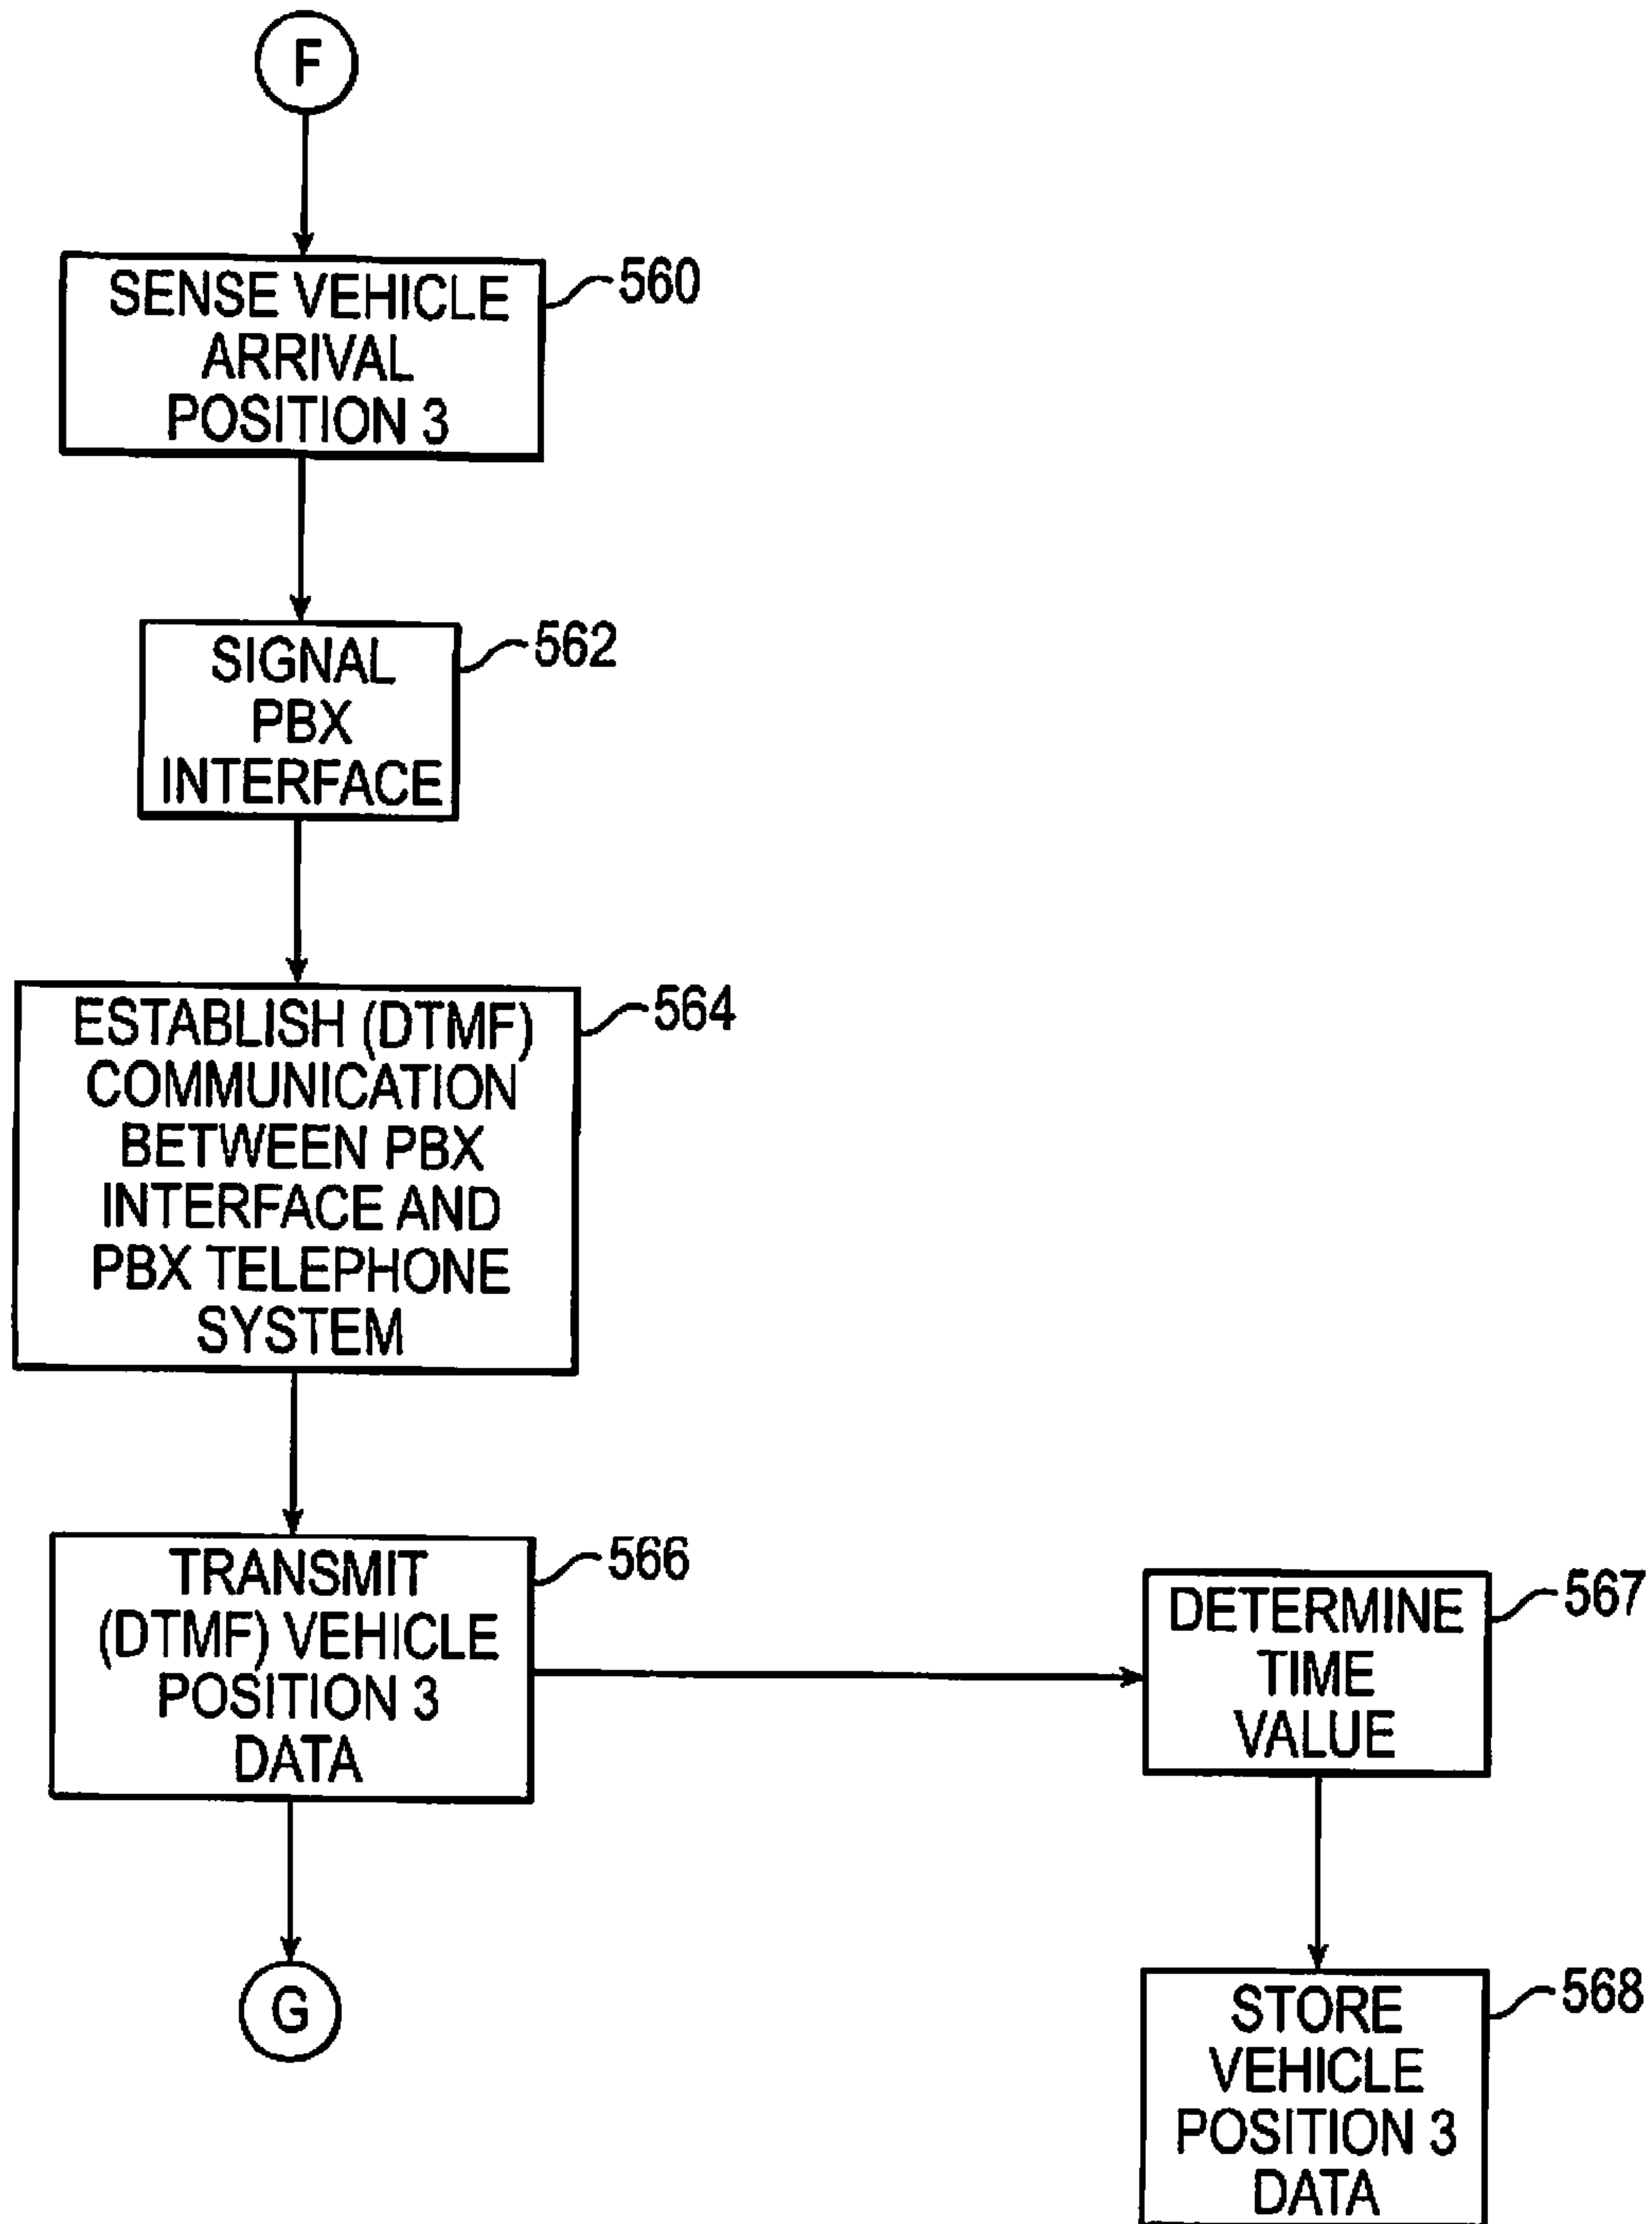 F
SENSE VEHICLE
ARRIVAL
POSITION 3
560
SIGNAL
PBX
INTERFACE
562
ESTABLISH (DTMF)
COMMUNICATION
BETWEEN PBX
INTERFACE AND
PBX TELEPHONE
SYSTEM
564
TRANSMIT
(DTMF) VEHICLE
POSITION 3
DATA
566
DETERMINE
TIME
VALUE
567
G
STORE
VEHICLE
POSITION 3
DATA
568